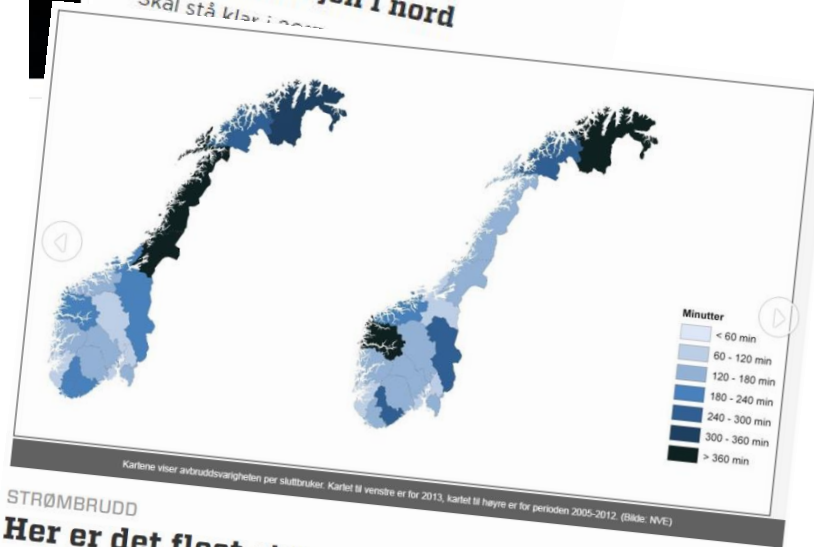 i nord
Skal stå klar i
Minutter
< 60 min
60 - 120 min
120 - 180 min
180 - 240 min
240 - 300 min
300 - 360 min
> 360 min
Kartene viser avbruddsvarigheten per sluttbruker. Kartet til venstre er for 2013, kartet til høyre er for perioden 2005-2012. (Bilde: NVE)
STRØMBRUDD
Her er det flest